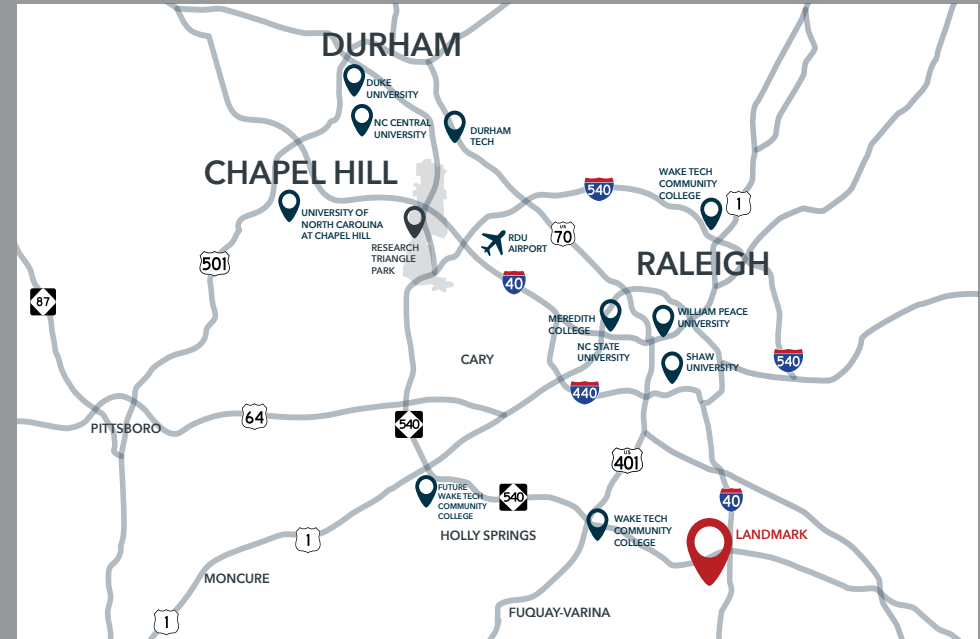 DURHAM
DUKE
UNIVERSITY
NC CENTRAL
UNIVERSITY
DURHAM
TECH
CHAPEL HILL
UNIVERSITY OF
NORTH CAROLINA
AT CHAPEL HILL
RESEARCH
TRIANGLE
PARK
RDU
AIRPORT
540
US
70
WAKE TECH
COMMUNITY
COLLEGE
1
RALEIGH
501
87
40
MEREDITH
COLLEGE
WILLIAM PEACE
UNIVERSITY
NC STATE
UNIVERSITY
SHAW
UNIVERSITY
540
CARY
440
64
PITTSBORO
540
US
401
FUTURE
WAKE TECH
COMMUNITY
COLLEGE
540
40
HOLLY SPRINGS
WAKE TECH
COMMUNITY
COLLEGE
LANDMARK
1
MONCURE
FUQUAY-VARINA
1